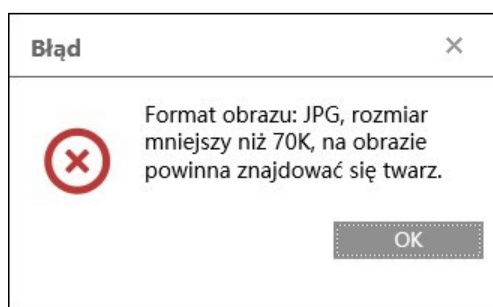 Błąd
Format obrazu: JPG, rozmiar
mniejszy niż 70K, na obrazie
powinna znajdować się twarz.
OK